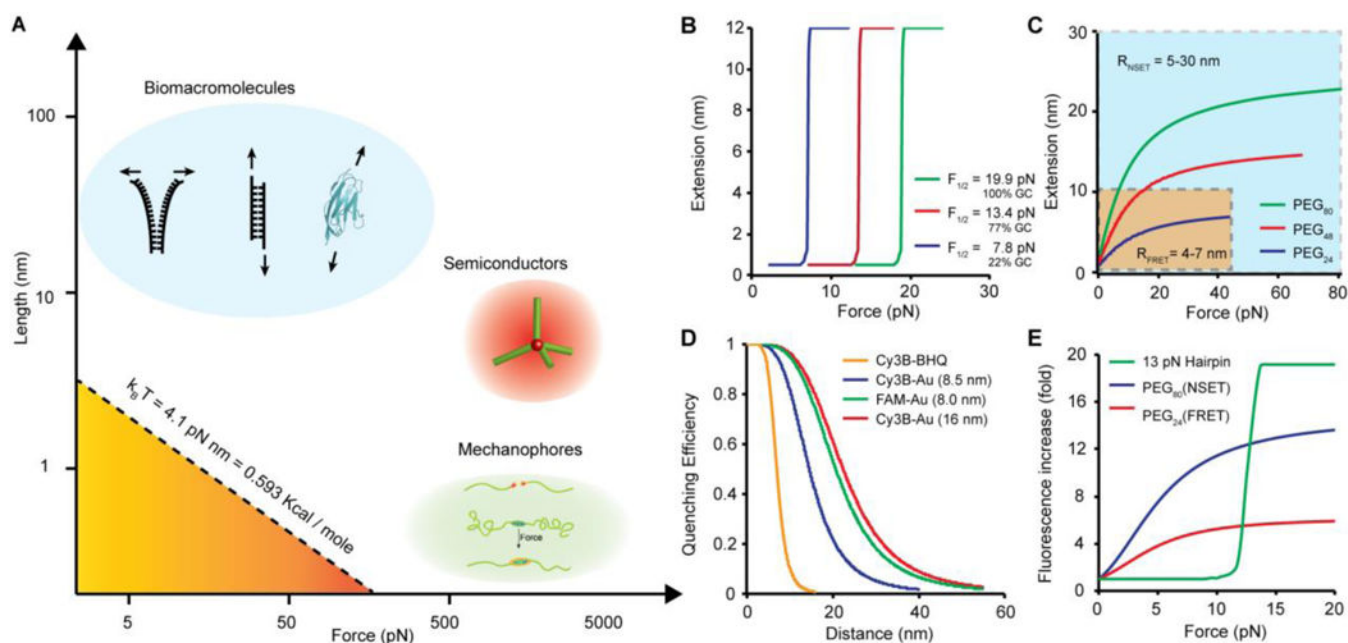 A
Length (nm)
100
10
1
Biomacromolecules
Semiconductors
Mechanophores
Force
k_B T = 4.1 pN nm = 0.593 Kcal / mole
5
50
500
5000
Force (pN)
B
Extension (nm)
12
10
8
6
4
2
0
F1/2 = 19.9 pN
100% GC
F1/2 = 13.4 pN
77% GC
F1/2 = 7.8 pN
22% GC
0
10
20
30
Force (pN)
C
Extension (nm)
30
20
10
0
R_NSET = 5-30 nm
PEG80
PEG48
PEG24
R_FRET = 4-7 nm
0
20
40
60
80
Force (pN)
D
Quenching Efficiency
1
0.8
0.6
0.4
0.2
0
Cy3B-BHQ
Cy3B-Au (8.5 nm)
FAM-Au (8.0 nm)
Cy3B-Au (16 nm)
0
20
40
60
Distance (nm)
E
Fluorescence increase (fold)
20
16
12
8
4
0
13 pN Hairpin
PEG80(NSET)
PEG24(FRET)
0
5
10
15
20
Force (pN)